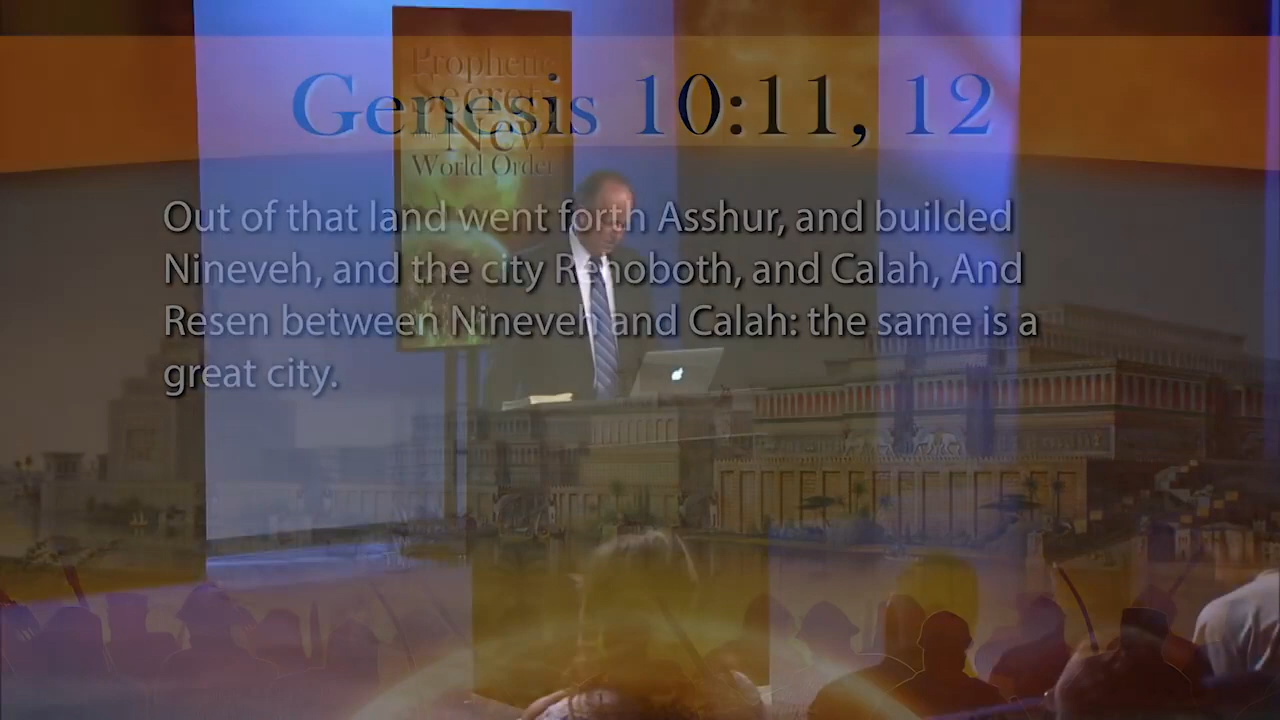 Genesis 10:11, 12
Prophetic
Secrets
New
World Order
Out of that land went forth Asshur, and builded
Nineveh, and the city Rehoboth, and Calah, And
Resen between Nineveh and Calah: the same is a
great city.